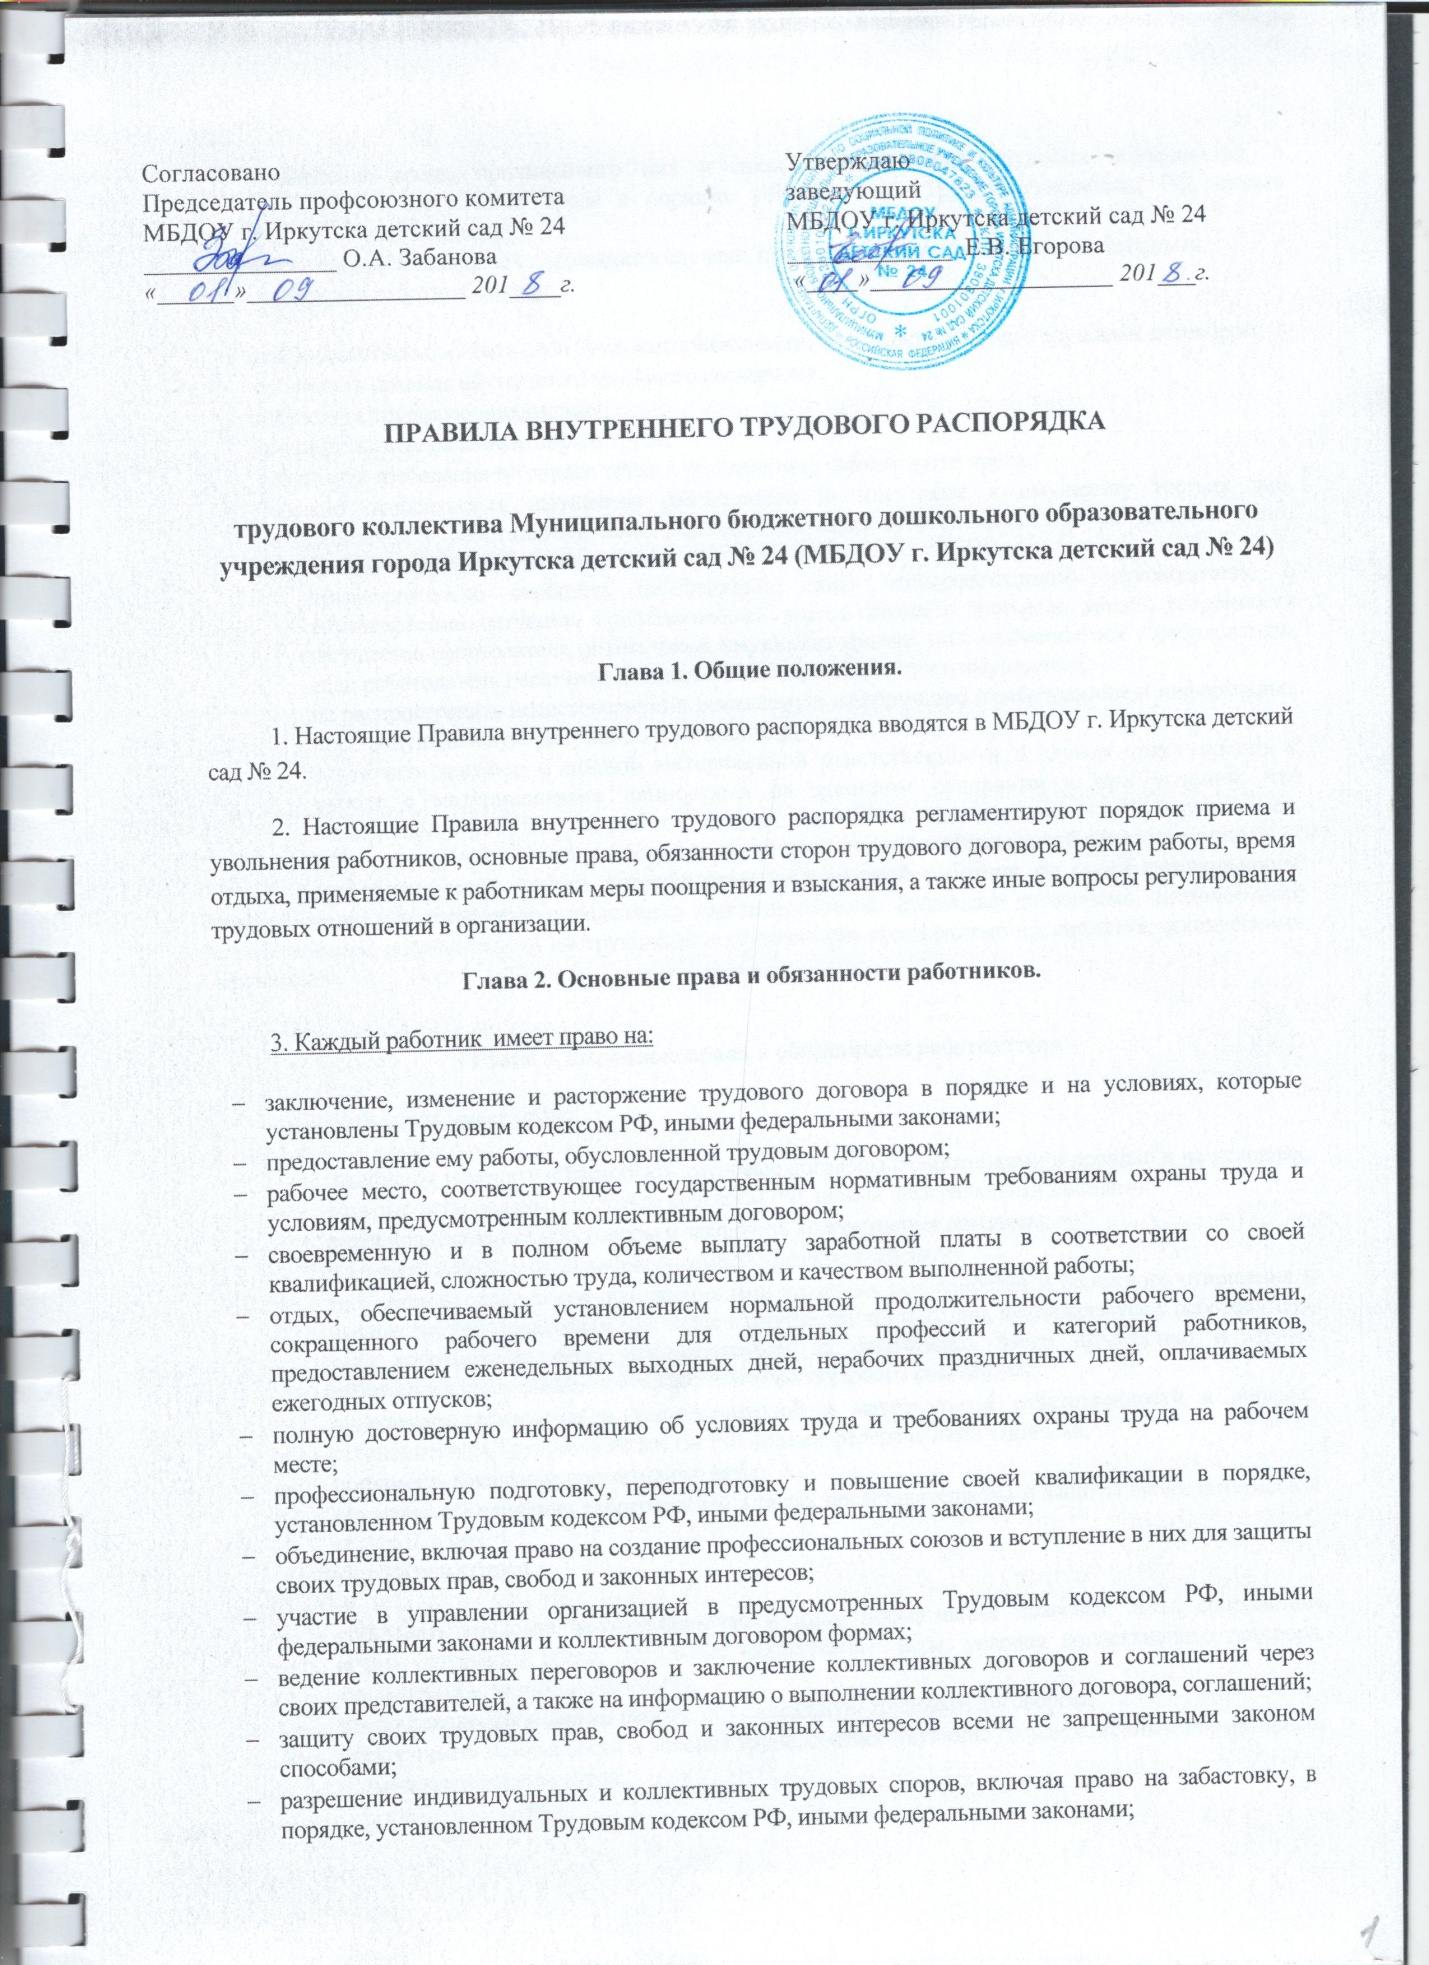 Согласовано
Председатель профсоюзного комитета
МБДОУ г. Иркутска детский сад № 24
_______________ О.А. Забанова
«01» 09 2018 г.
Утверждаю
заведующий
МБДОУ г. Иркутска детский сад № 24
_____________ Е.В. Егорова
«01» 09 2018.г.
МБДОУ
Г.ИРКУТСКА
ДЕТСКИЙ САД
№ 24
ПРАВИЛА ВНУТРЕННЕГО ТРУДОВОГО РАСПОРЯДКА
трудового коллектива Муниципального бюджетного дошкольного образовательного
учреждения города Иркутска детский сад № 24 (МБДОУ г. Иркутска детский сад № 24)
Глава 1. Общие положения.
1. Настоящие Правила внутреннего трудового распорядка вводятся в МБДОУ г. Иркутска детский
сад № 24.
2. Настоящие Правила внутреннего трудового распорядка регламентируют порядок приема и
увольнения работников, основные права, обязанности сторон трудового договора, режим работы, время
отдыха, применяемые к работникам меры поощрения и взыскания, а также иные вопросы регулирования
трудовых отношений в организации.
Глава 2. Основные права и обязанности работников.
3. Каждый работник имеет право на:
– заключение, изменение и расторжение трудового договора в порядке и на условиях, которые
установлены Трудовым кодексом РФ, иными федеральными законами;
– предоставление ему работы, обусловленной трудовым договором;
– рабочее место, соответствующее государственным нормативным требованиям охраны труда и
условиям, предусмотренным коллективным договором;
– своевременную и в полном объеме выплату заработной платы в соответствии со своей
квалификацией, сложностью труда, количеством и качеством выполненной работы;
– отдых, обеспечиваемый установлением нормальной продолжительности рабочего времени,
сокращенного рабочего времени для отдельных профессий и категорий работников,
предоставлением еженедельных выходных дней, нерабочих праздничных дней, оплачиваемых
ежегодных отпусков;
– полную достоверную информацию об условиях труда и требованиях охраны труда на рабочем
месте;
– профессиональную подготовку, переподготовку и повышение своей квалификации в порядке,
установленном Трудовым кодексом РФ, иными федеральными законами;
– объединение, включая право на создание профессиональных союзов и вступление в них для защиты
своих трудовых прав, свобод и законных интересов;
– участие в управлении организацией в предусмотренных Трудовым кодексом РФ, иными
федеральными законами и коллективным договором формах;
– ведение коллективных переговоров и заключение коллективных договоров и соглашений через
своих представителей, а также на информацию о выполнении коллективного договора, соглашений;
– защиту своих трудовых прав, свобод и законных интересов всеми не запрещенными законом
способами;
– разрешение индивидуальных и коллективных трудовых споров, включая право на забастовку, в
порядке, установленном Трудовым кодексом РФ, иными федеральными законами;
1